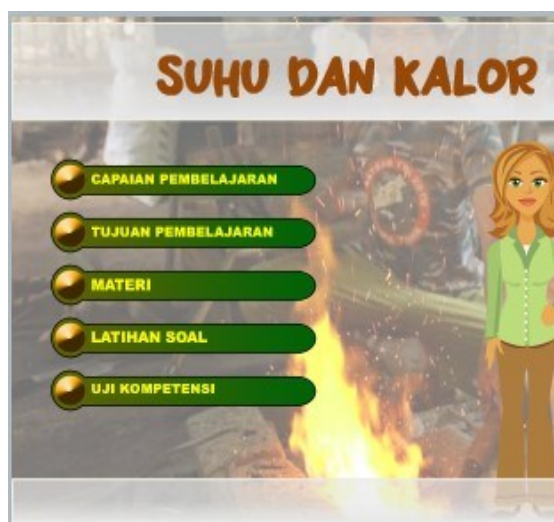 SUHU DAN KALOR
CAPAIAN PEMBELAJARAN
TUJUAN PEMBELAJARAN
MATERI
LATIHAN SOAL
UJI KOMPETENSI